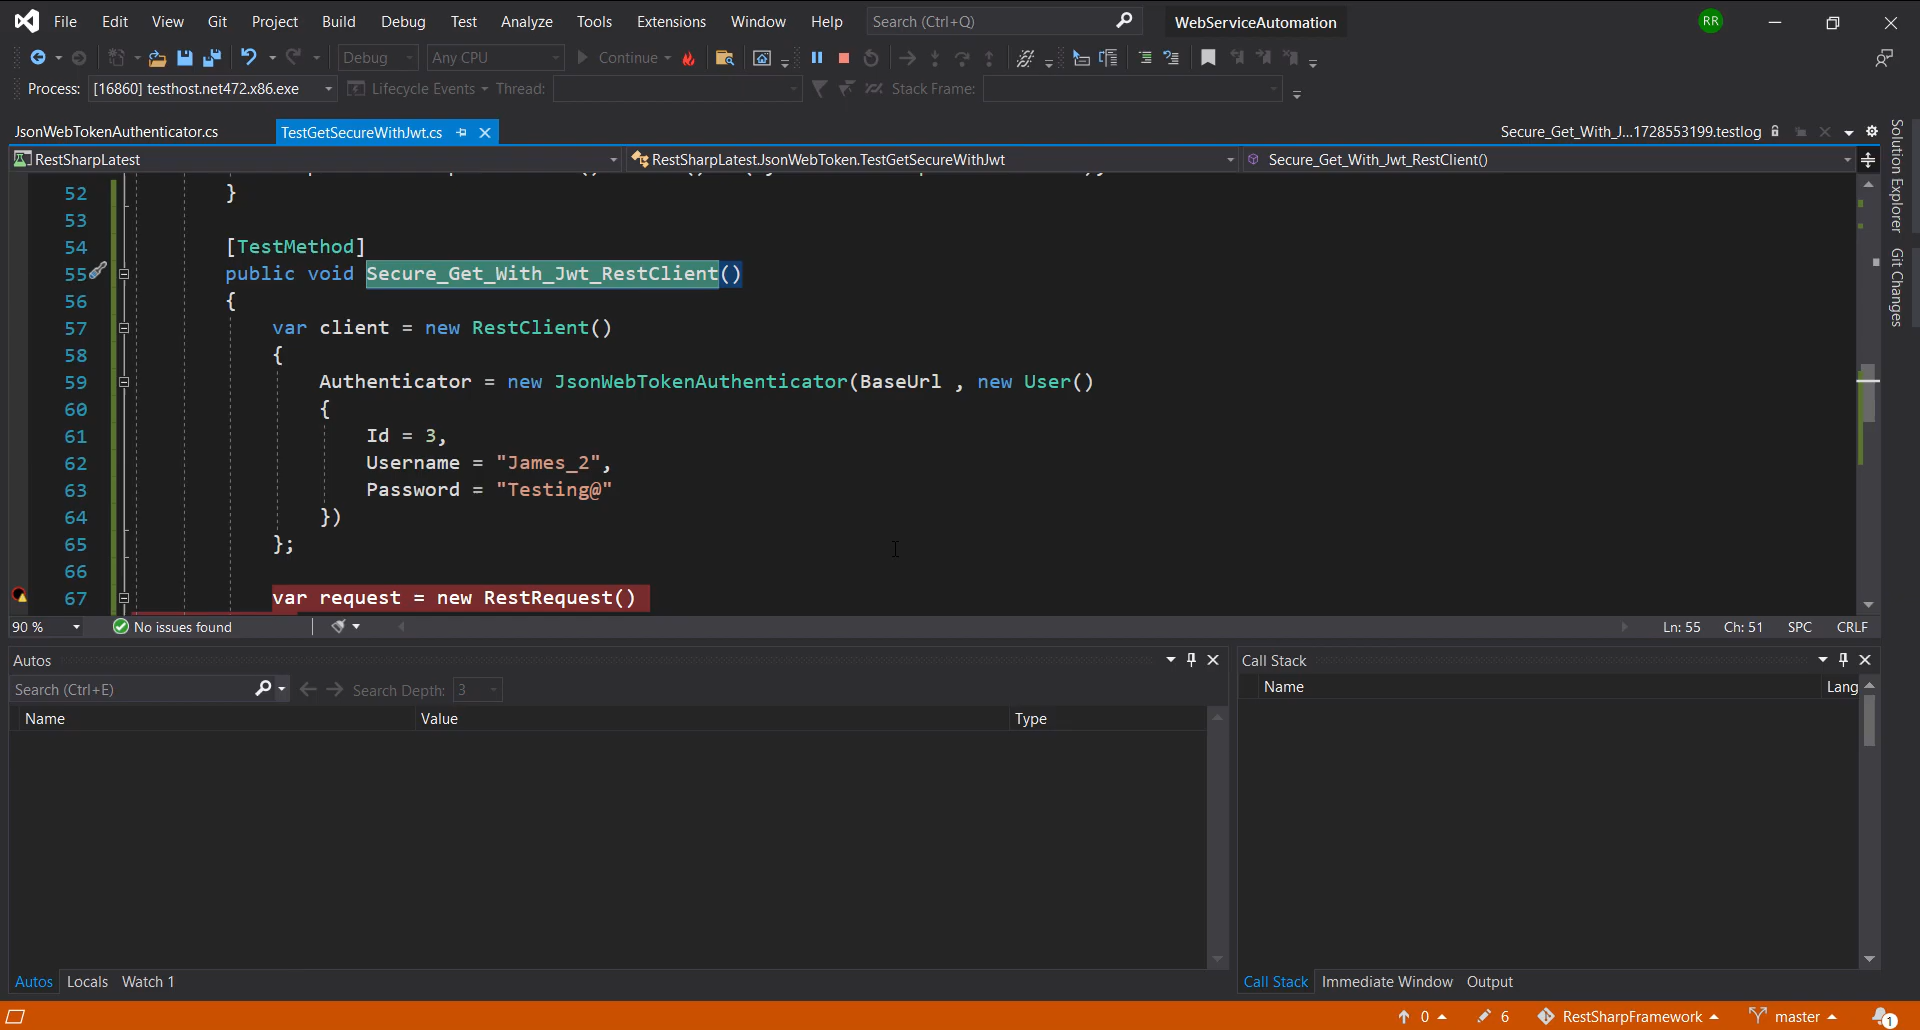 File Edit View Git Project Build Debug Test Analyze Tools Extensions Window Help Search (Ctrl+Q) WebServiceAutomation RR
Debug Any CPU Continue
Process: [16860] testhost.net472.x86.exe Lifecycle Events Thread: Stack Frame:
JsonWebTokenAuthenticator.cs TestGetSecureWithJwt.cs Secure_Get_With_J...1728553199.testlog
RestSharpLatest RestSharpLatest.JsonWebToken.TestGetSecureWithJwt Secure_Get_With_Jwt_RestClient()
52 }
53
54 [TestMethod]
55 public void Secure_Get_With_Jwt_RestClient()
56 {
57 var client = new RestClient()
58 {
59 Authenticator = new JsonWebTokenAuthenticator(BaseUrl , new User()
60 {
61 Id = 3,
62 Username = "James_2",
63 Password = "Testing@"
64 })
65 };
66
67 var request = new RestRequest()
90 % No issues found Ln: 55 Ch: 51 SPC CRLF
Solution Explorer
Git Changes
Autos
Search (Ctrl+E) Search Depth: 3
Name Value Type
Autos Locals Watch 1
Call Stack
Name Lang
Call Stack Immediate Window Output
0 6 RestSharpFramework master 1